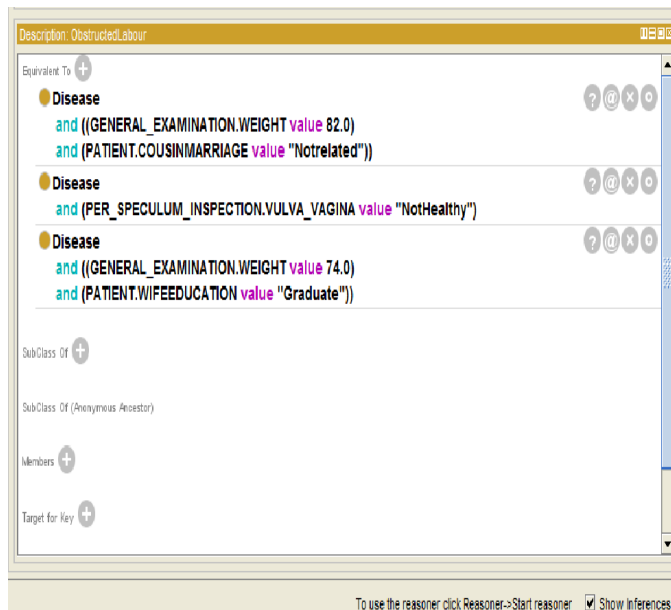 Description: ObstructedLabour
Equivalent To +
Disease
and ((GENERAL_EXAMINATION.WEIGHT value 82.0)
and (PATIENT.COUSINMARRIAGE value "Notrelated"))
? @ X O
Disease
and (PER_SPECULUM_INSPECTION.VULVA_VAGINA value "NotHealthy")
? @ X O
Disease
and ((GENERAL_EXAMINATION.WEIGHT value 74.0)
and (PATIENT.WIFEEDUCATION value "Graduate"))
? @ X O
SubClass Of +
SubClass Of (Anonymous Ancestor)
Members +
Target for Key +
To use the reasoner click Reasoner->Start reasoner
Show Inferences